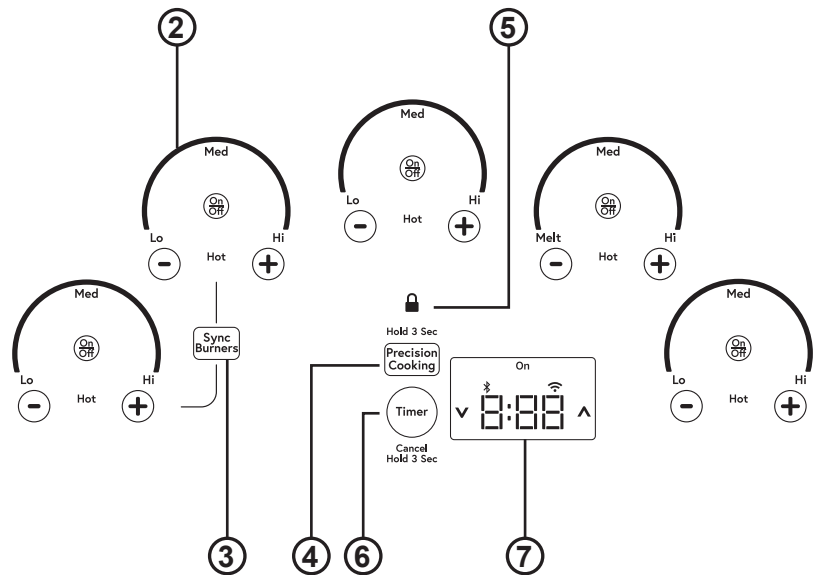 2
5
Med
On
Off
Lo
Hi
Hot
-
+
Med
On
Off
Lo
Hi
Hot
-
+
Med
On
Off
Melt
Hi
Hot
-
+
Med
On
Off
Lo
Hi
Hot
-
+
Sync
Burners
Hold 3 Sec
Precision
Cooking
Timer
Cancel
Hold 3 Sec
On
8:88
Med
On
Off
Lo
Hi
Hot
-
+
3
4
6
7